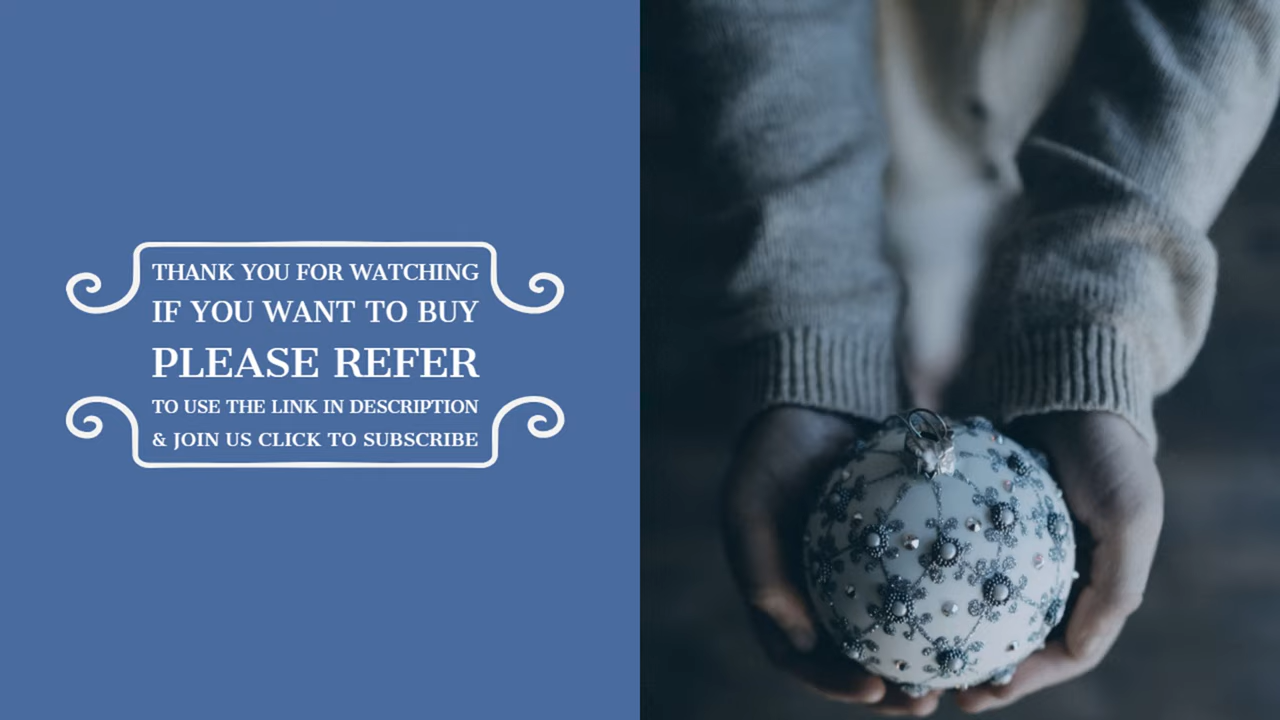 THANK YOU FOR WATCHING
IF YOU WANT TO BUY
PLEASE REFER
TO USE THE LINK IN DESCRIPTION
& JOIN US CLICK TO SUBSCRIBE